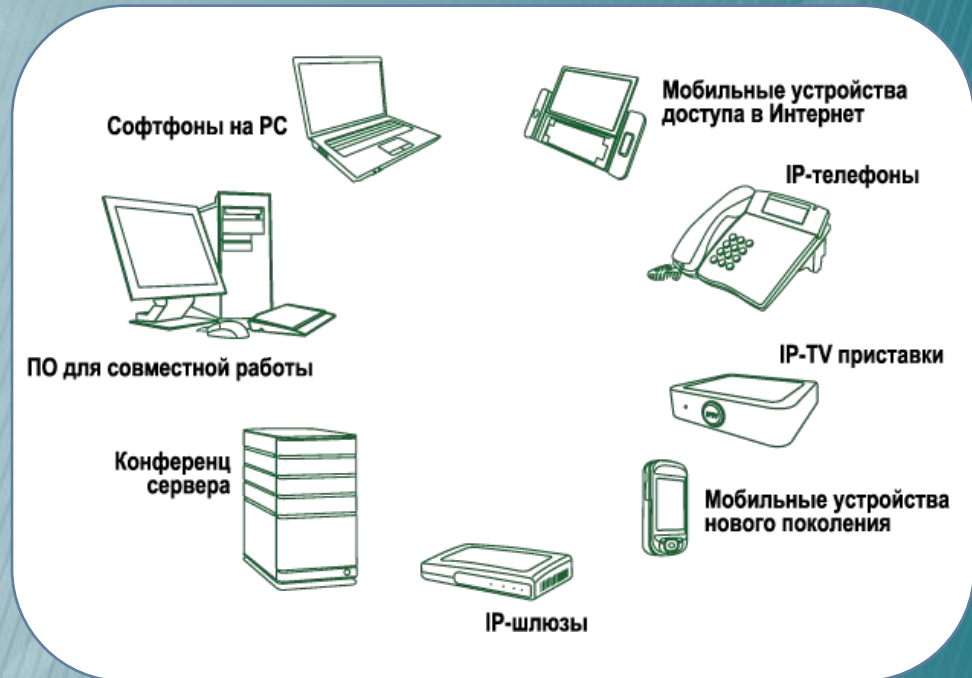 Софтфоны на PC
Мобильные устройства
доступа в Интернет
IP-телефоны
ПО для совместной работы
IP-TV приставки
IPTV
Конференц
сервера
Мобильные устройства
нового поколения
IP-шлюзы